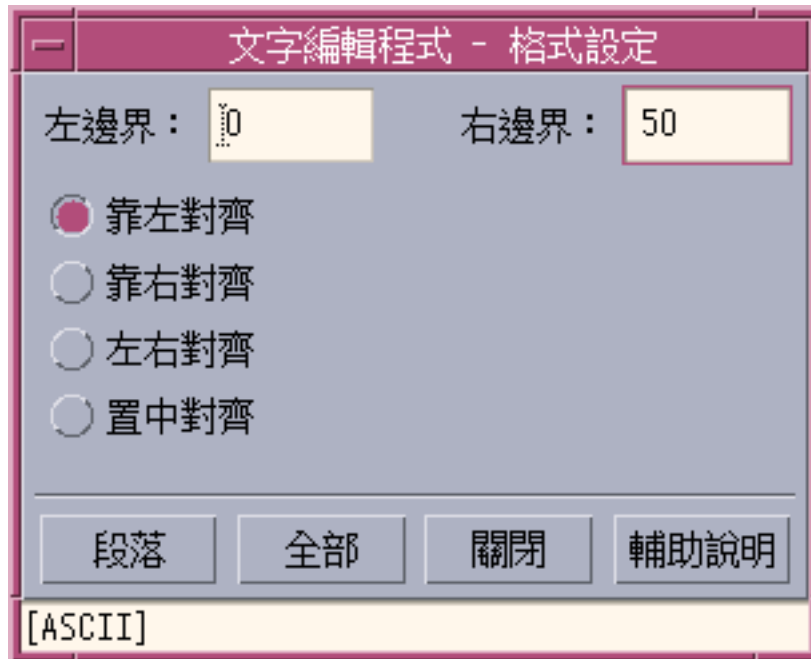 文字編輯程式 - 格式設定
左邊界： 0 右邊界： 50
靠左對齊
靠右對齊
左右對齊
置中對齊
段落 全部 關閉 輔助說明
[ASCII]